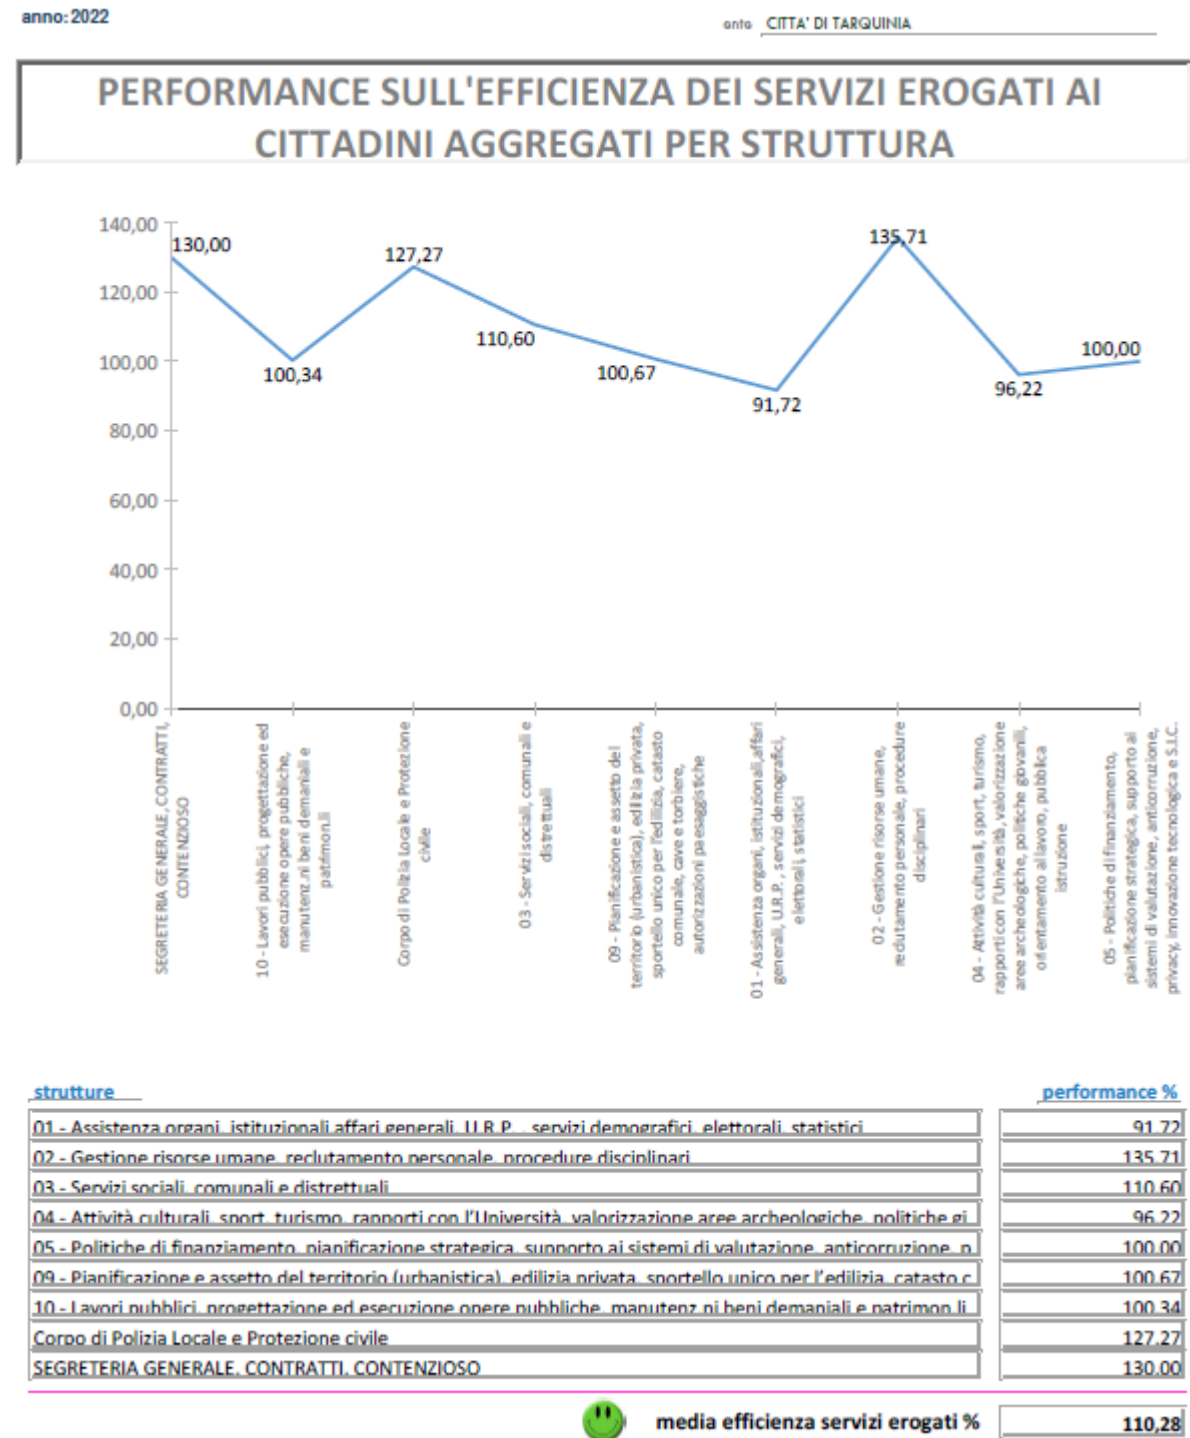 anno: 2022
ente CITTA' DI TARQUINIA
PERFORMANCE SULL'EFFICIENZA DEI SERVIZI EROGATI AI
CITTADINI AGGREGATI PER STRUTTURA
140,00
120,00
100,00
80,00
60,00
40,00
20,00
0,00
130,00
100,34
127,27
110,60
100,67
91,72
135,71
96,22
100,00
SEGRETERIA GENERALE, CONTRATTI,
CONTENZIOSO
10 - Lavori pubblici, progettazione ed
esecuzione opere pubbliche,
manutenz.ni beni demaniali e
patrimon.li
Corpo di Polizia Locale e Protezione
civile
03 - Servizi sociali, comunali e
distrettuali
09 - Pianificazione e assetto del
territorio (urbanistica), edilizia privata,
sportello unico per l'edilizia, catasto
comunale, cave e torbiere,
autorizzazioni paesaggistiche
01 - Assistenza organi, istituzionali,affari
generali, U.R.P. , servizi demografici,
elettorali, statistici
02 - Gestione risorse umane,
reclutamento personale, procedure
disciplinari
04 - Attività culturali, sport, turismo,
rapporti con l'Università, valorizzazione
aree archeologiche, politiche giovanili,
orientamento al lavoro, pubblica
istruzione
05 - Politiche di finanziamento,
pianificazione strategica, supporto ai
sistemi di valutazione, anticorruzione,
privacy, innovazione tecnologica e S.I.C.
strutture performance %
01 - Assistenza organi, istituzionali,affari generali, U.R.P. , servizi demografici, elettorali, statistici 91,72
02 - Gestione risorse umane, reclutamento personale, procedure disciplinari 135,71
03 - Servizi sociali, comunali e distrettuali 110,60
04 - Attività culturali, sport, turismo, rapporti con l'Università, valorizzazione aree archeologiche, politiche gi 96,22
05 - Politiche di finanziamento, pianificazione strategica, supporto ai sistemi di valutazione, anticorruzione, p 100,00
09 - Pianificazione e assetto del territorio (urbanistica), edilizia privata, sportello unico per l'edilizia, catasto c 100,67
10 - Lavori pubblici, progettazione ed esecuzione opere pubbliche, manutenz.ni beni demaniali e patrimon.li 100,34
Corpo di Polizia Locale e Protezione civile 127,27
SEGRETERIA GENERALE, CONTRATTI, CONTENZIOSO 130,00
media efficienza servizi erogati % 110,28